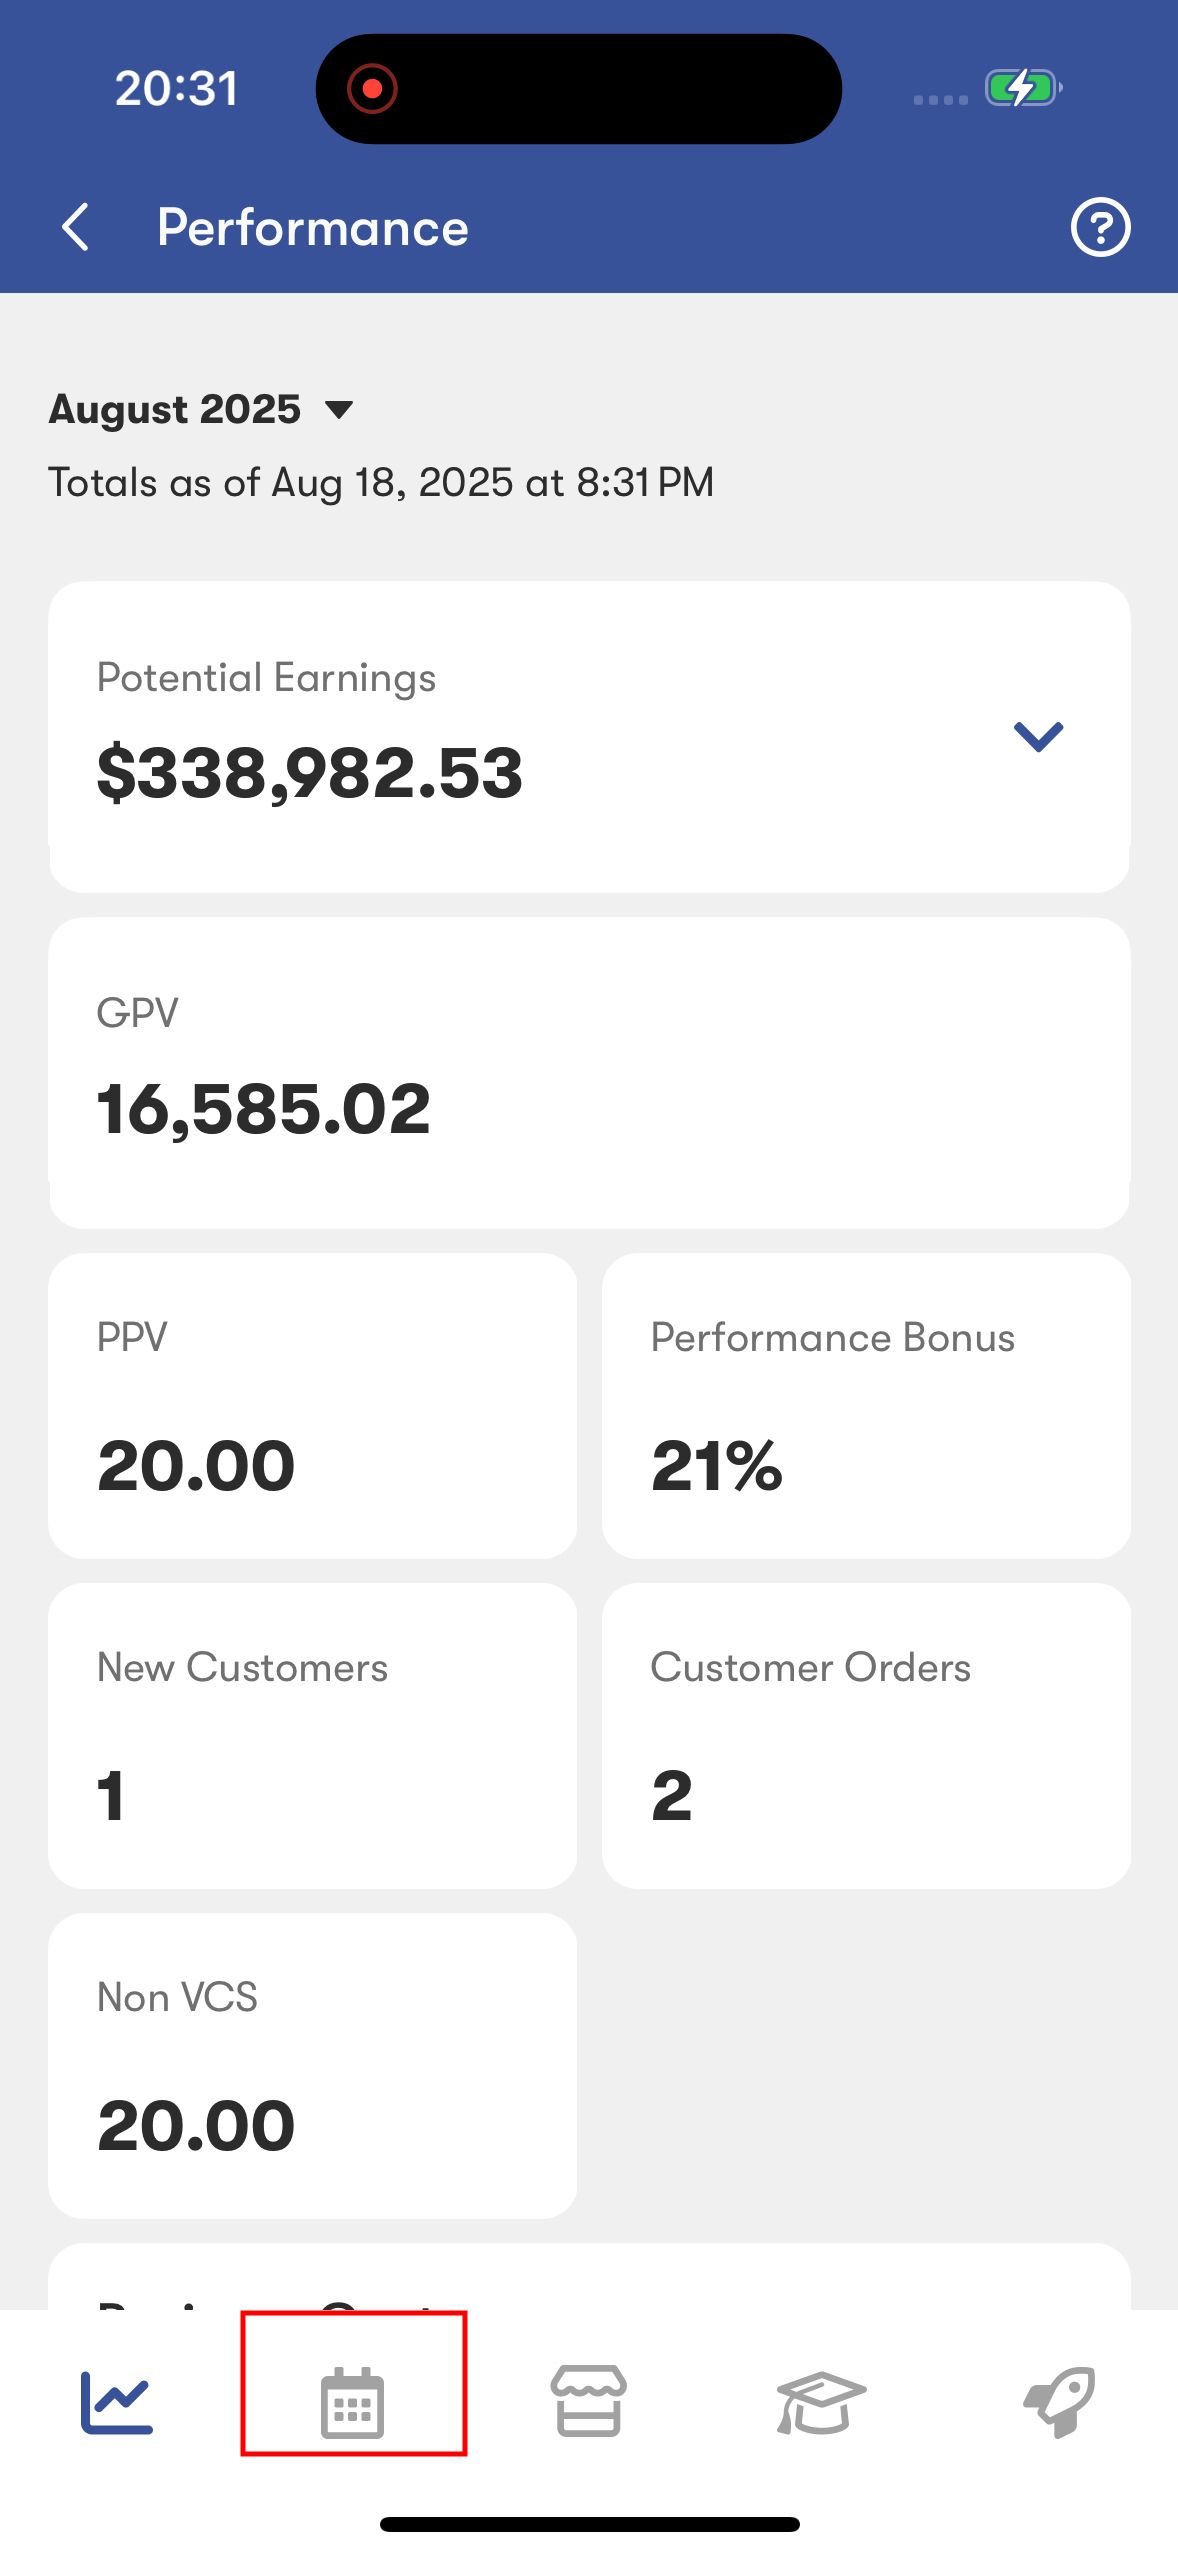 20:31
Performance
August 2025
Totals as of Aug 18, 2025 at 8:31 PM
Potential Earnings
$338,982.53
GPV
16,585.02
PPV
Performance Bonus
20.00
21%
New Customers
Customer Orders
1
2
Non VCS
20.00